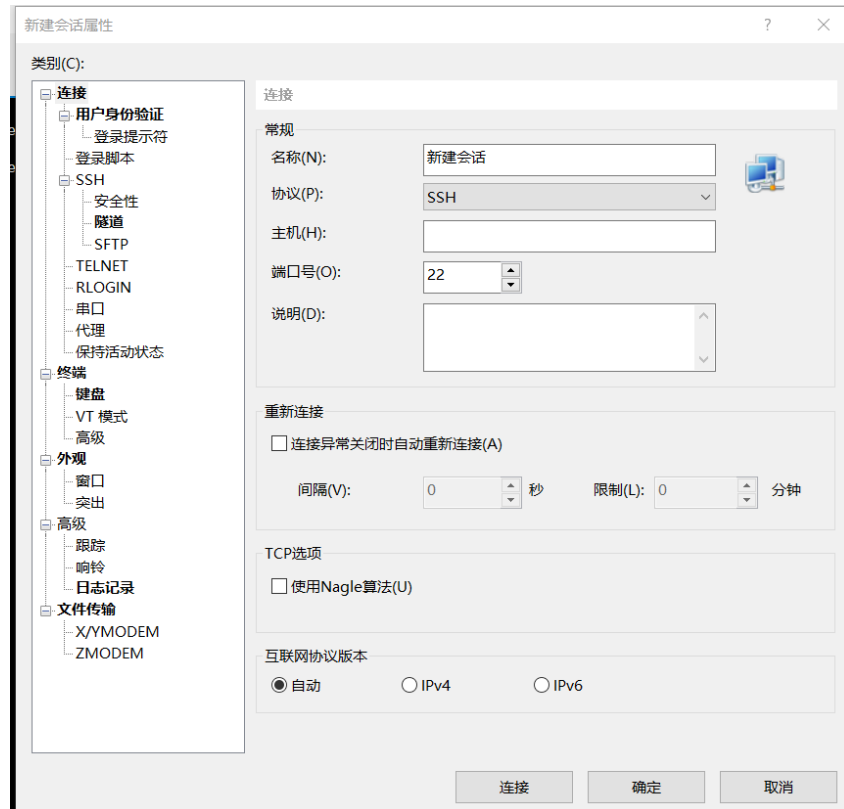 新建会话属性
类别(C):
连接
用户身份验证
登录提示符
登录脚本
SSH
安全性
隧道
SFTP
TELNET
RLOGIN
串口
代理
保持活动状态
终端
键盘
VT 模式
高级
外观
窗口
突出
高级
跟踪
响铃
日志记录
文件传输
X/YMODEM
ZMODEM
连接
常规
名称(N): 新建会话
协议(P): SSH
主机(H):
端口号(O): 22
说明(D):
重新连接
连接异常关闭时自动重新连接(A)
间隔(V): 0 秒 限制(L): 0 分钟
TCP选项
使用Nagle算法(U)
互联网协议版本
自动 IPv4 IPv6
连接 确定 取消